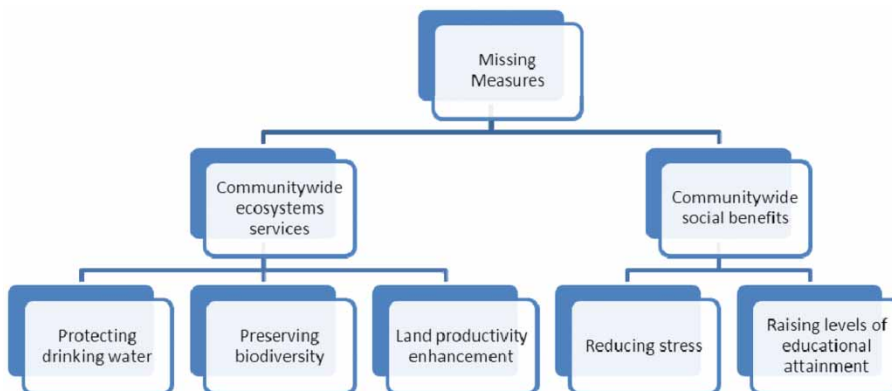 Missing
Measures
Communitywide
ecosystems
services
Communitywide
social benefits
Protecting
drinking water
Preserving
biodiversity
Land productivity
enhancement
Reducing stress
Raising levels of
educational
attainment